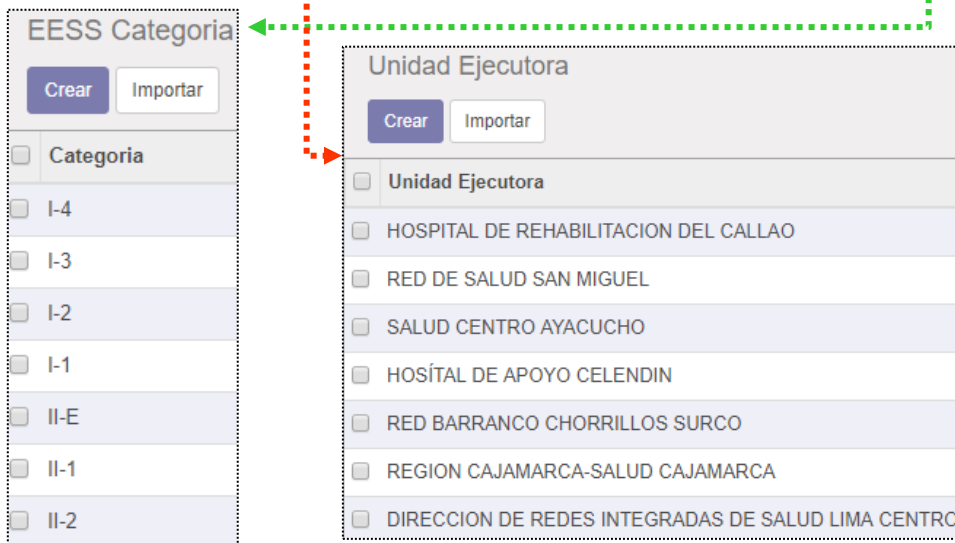 EESS Categoria
Crear Importar
Categoria
I-4
I-3
I-2
I-1
II-E
II-1
II-2
Unidad Ejecutora
Crear Importar
Unidad Ejecutora
HOSPITAL DE REHABILITACION DEL CALLAO
RED DE SALUD SAN MIGUEL
SALUD CENTRO AYACUCHO
HOSÍTAL DE APOYO CELENDIN
RED BARRANCO CHORRILLOS SURCO
REGION CAJAMARCA-SALUD CAJAMARCA
DIRECCION DE REDES INTEGRADAS DE SALUD LIMA CENTRO